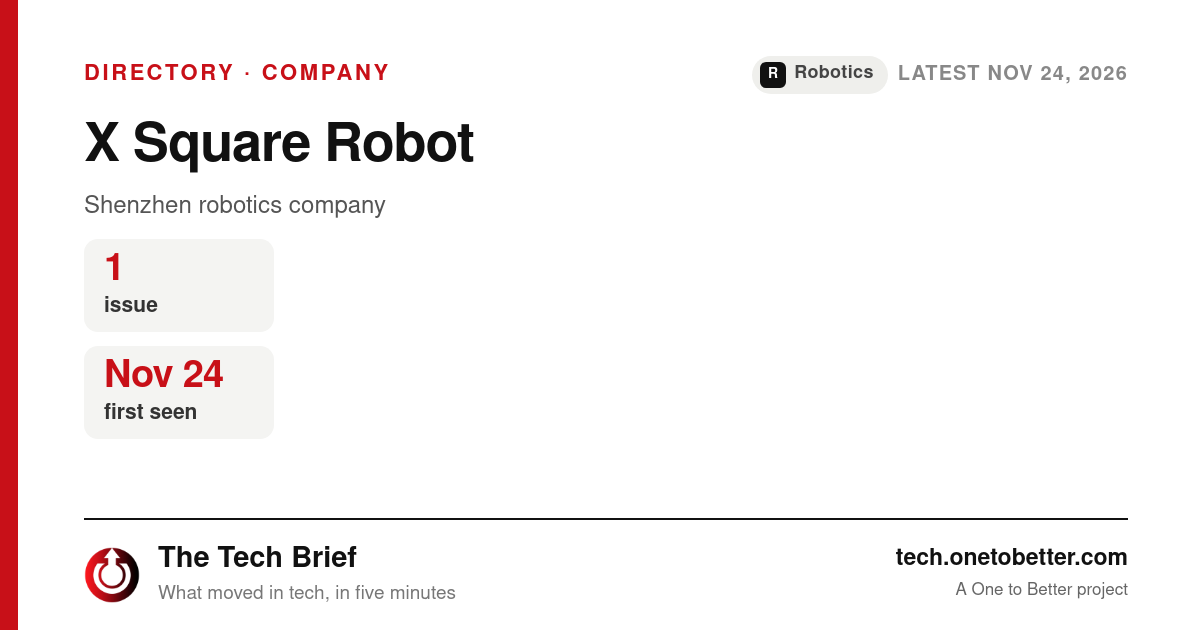 DIRECTORY · COMPANY
R Robotics LATEST NOV 24, 2026
X Square Robot
Shenzhen robotics company
1
issue
Nov 24
first seen
The Tech Brief
What moved in tech, in five minutes
tech.onetobetter.com
A One to Better project